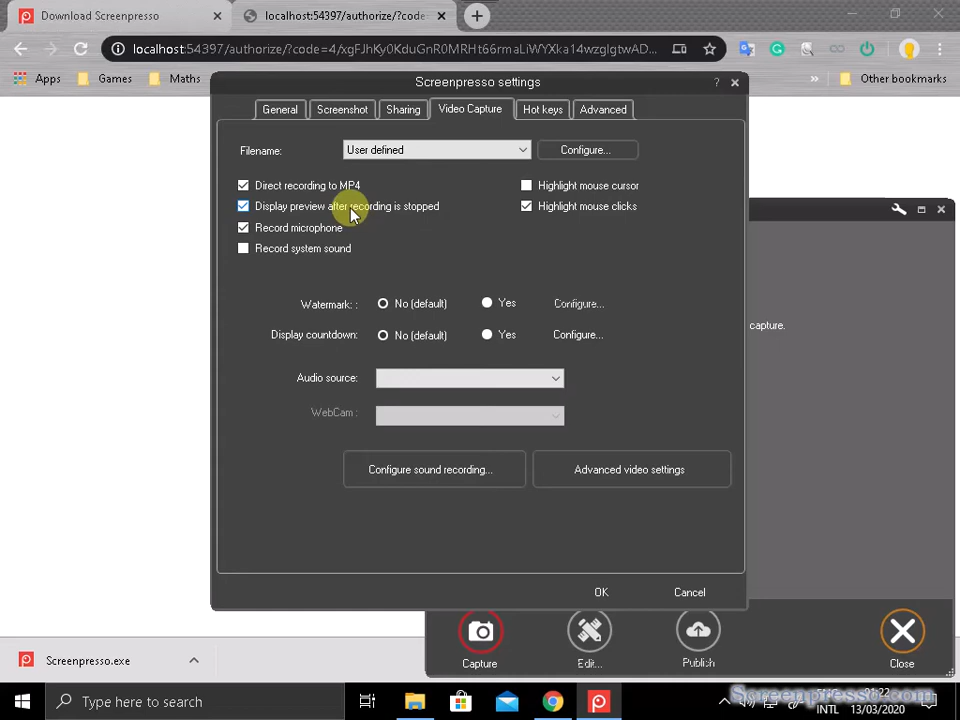 Download Screenpresso
localhost:54397/authorize/?code
localhost:54397/authorize/?code=4/xgFJhKy0KduGnR0MRHt66rmaLiWYXka14wzglgtwAD...
Apps
Games
Maths
»
Other bookmarks
Screenpresso settings
General
Screenshot
Sharing
Video Capture
Hot keys
Advanced
Filename:
User defined
Configure...
Direct recording to MP4
Highlight mouse cursor
Display preview after recording is stopped
Highlight mouse clicks
Record microphone
Record system sound
Watermark: :
No (default)
Yes
Configure...
Display countdown:
No (default)
Yes
Configure...
Audio source:
WebCam :
Configure sound recording...
Advanced video settings
OK
Cancel
capture.
Capture
Edit...
Publish
Close
Screenpresso.exe
Type here to search
Screenpresso.com
01:22
INTL
13/03/2020